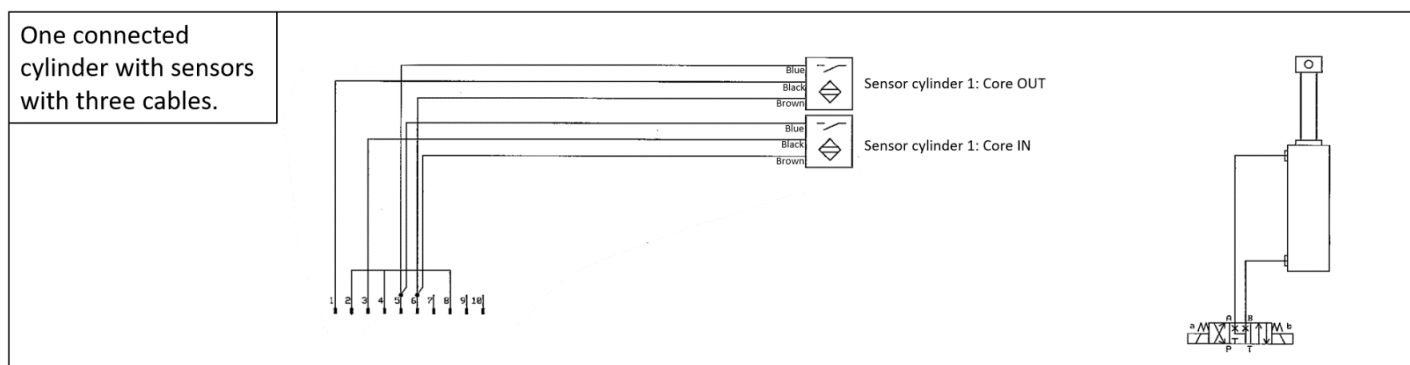 One connected
cylinder with sensors
with three cables.
Blue
Black
Brown
Sensor cylinder 1: Core OUT
Blue
Black
Brown
Sensor cylinder 1: Core IN
1 2 3 4 5 6 7 8 9 10
A B
a b
P T